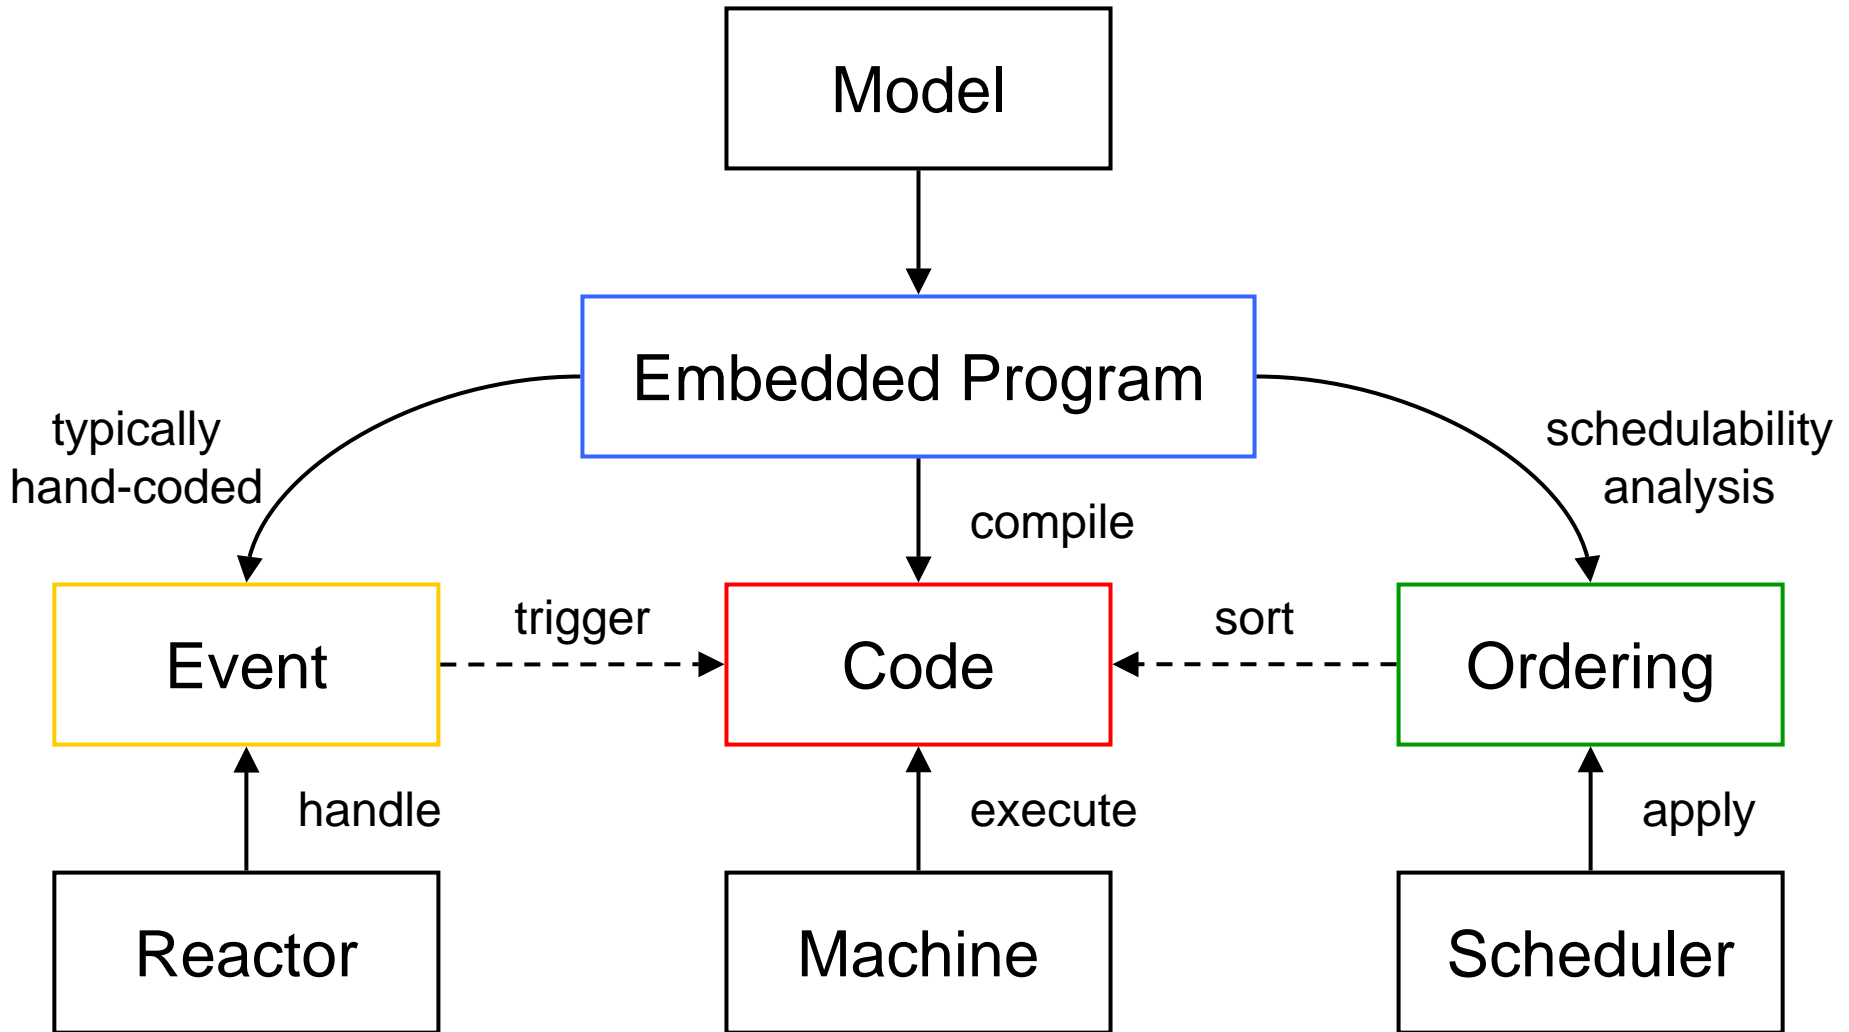 Model
Embedded Program
typically
hand-coded
schedulability
analysis
compile
Event
trigger
Code
sort
Ordering
handle
execute
apply
Reactor
Machine
Scheduler